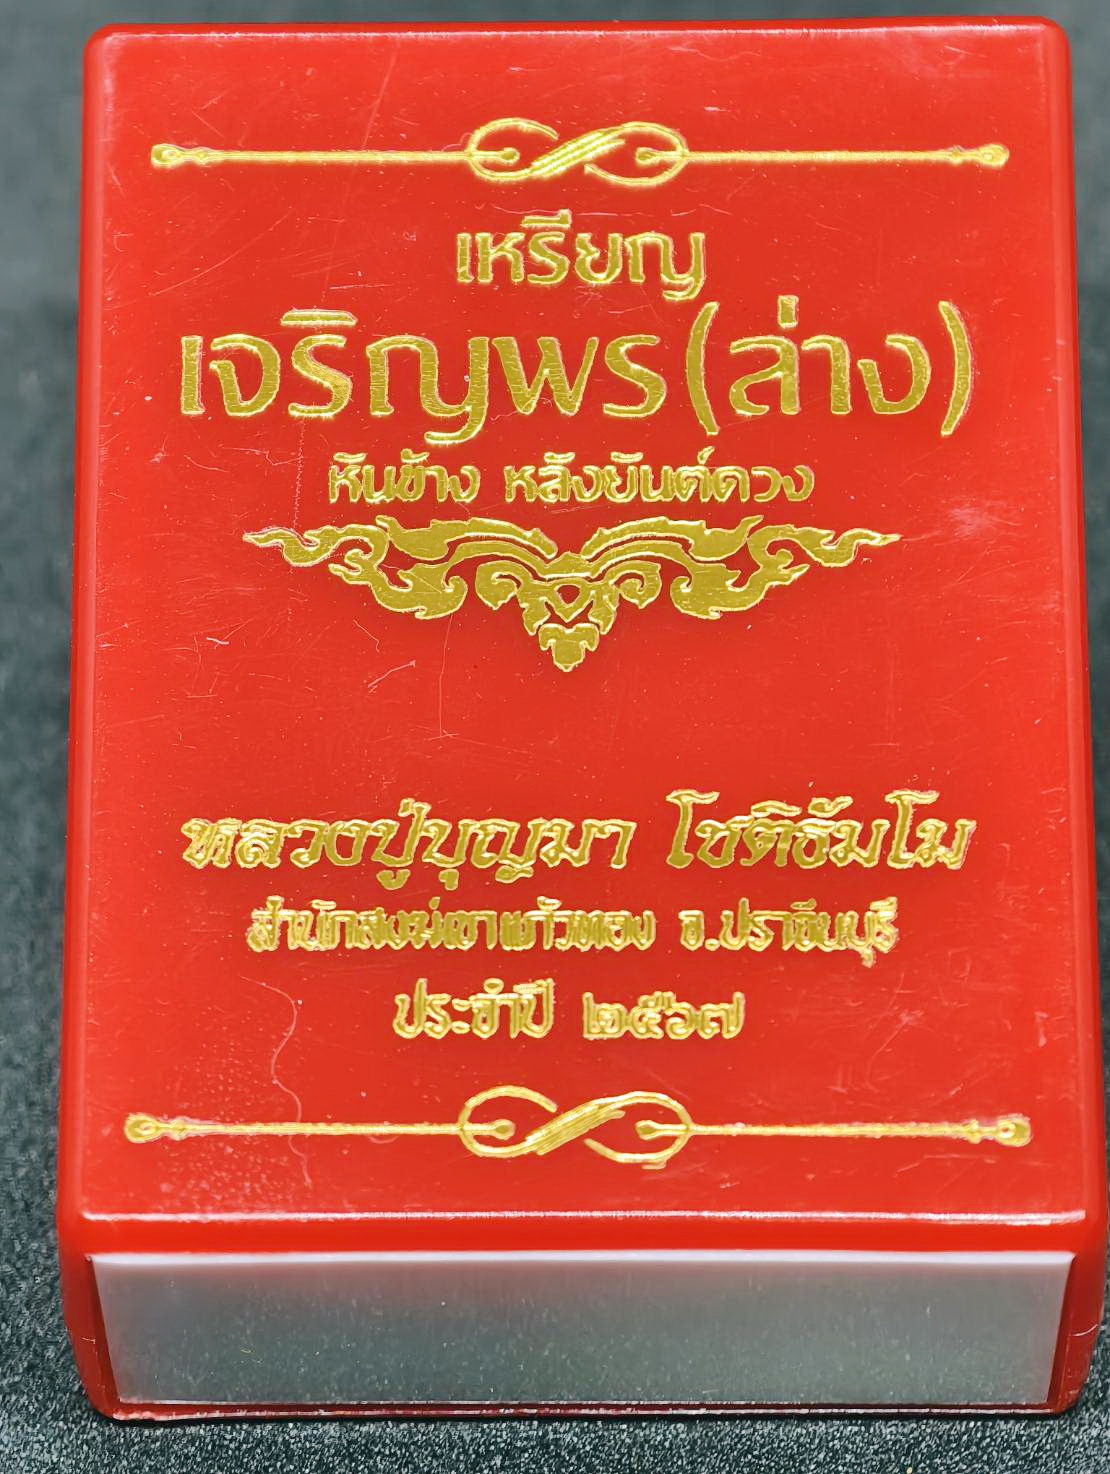 เหรียญ
เจริญพร(ล่าง)
หันข้าง หลังยันต์ดวง
หลวงปู่บุญมา โชติธัมโม
สำนักสงฆ์เขาแก้วทอง จ.ปราจีนบุรี
ประจำปี ๒๕๖๗